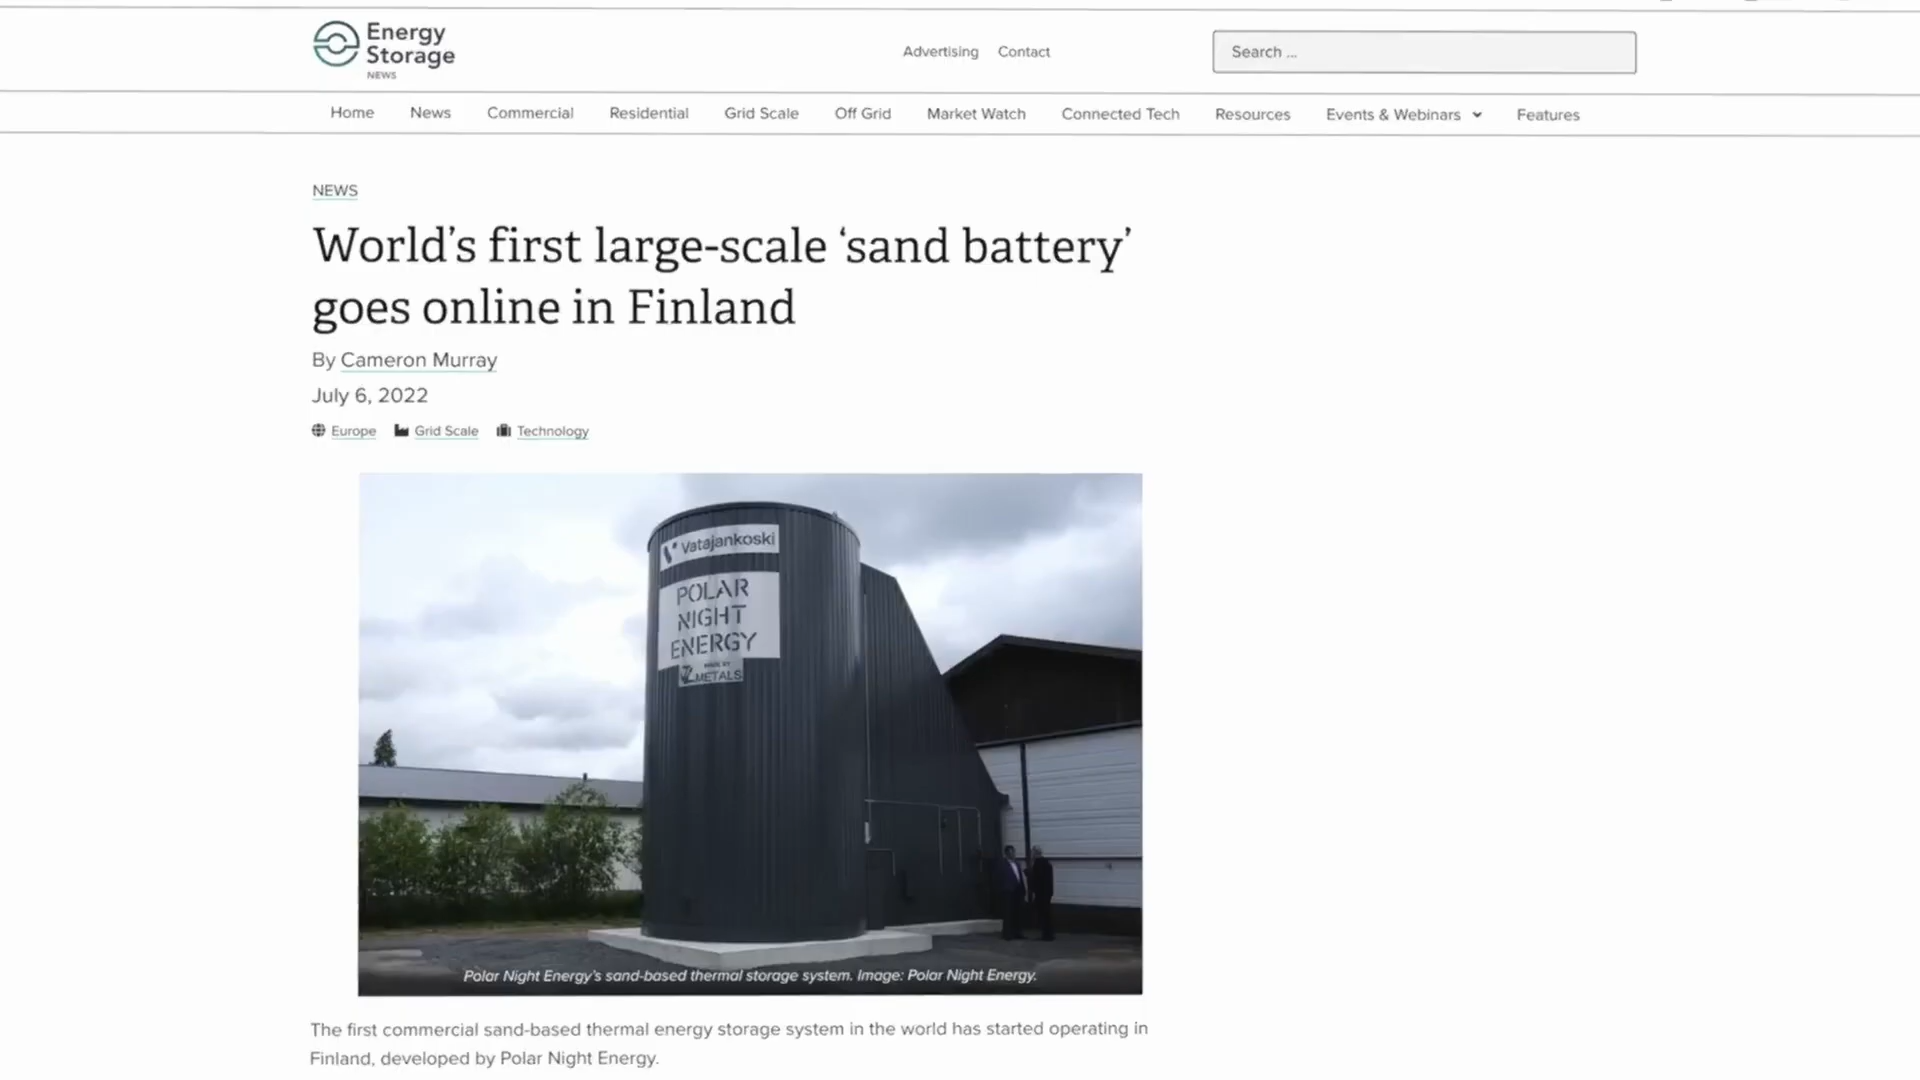 Energy
Storage
NEWS
Advertising Contact
Search ...
Home News Commercial Residential Grid Scale Off Grid Market Watch Connected Tech Resources Events & Webinars Features
NEWS
World’s first large-scale ‘sand battery’
goes online in Finland
By Cameron Murray
July 6, 2022
Europe Grid Scale Technology
Vatajankoski
POLAR
NIGHT
ENERGY
MADE BY
METALS
Polar Night Energy's sand-based thermal storage system. Image: Polar Night Energy.
The first commercial sand-based thermal energy storage system in the world has started operating in
Finland, developed by Polar Night Energy.